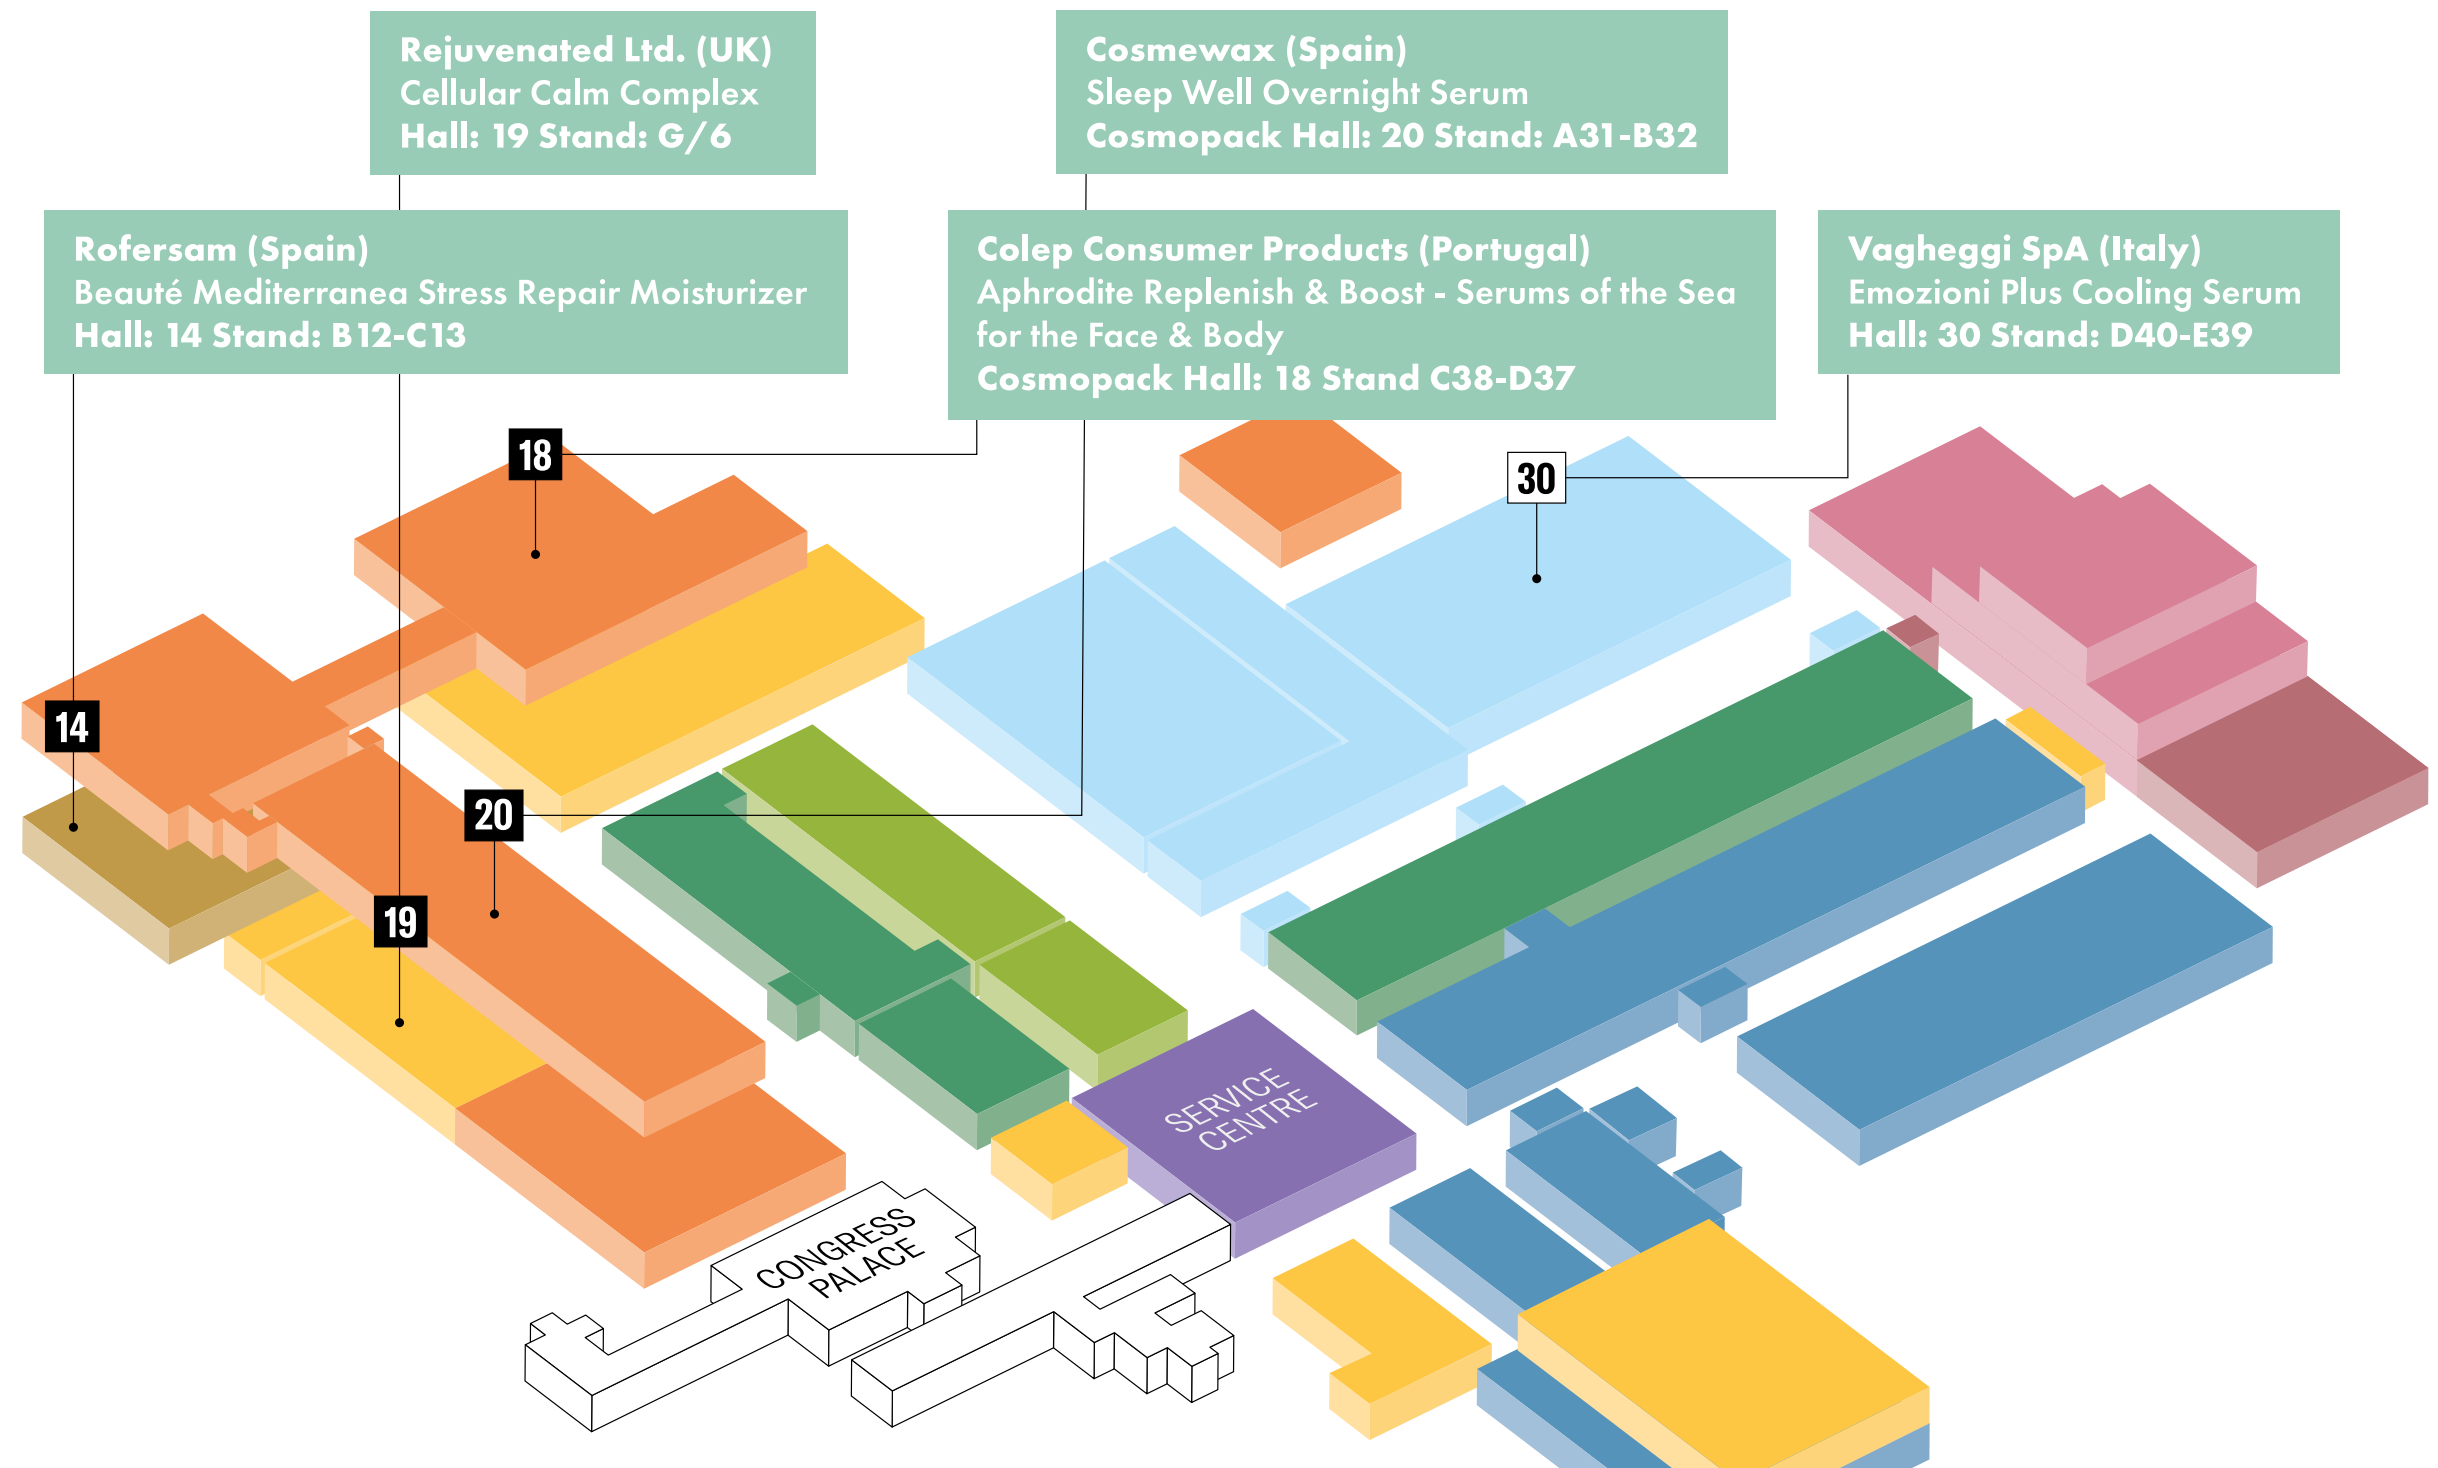 Rejuvenated Ltd. (UK)
Cellular Calm Complex
Hall: 19 Stand: G/6
Cosmewax (Spain)
Sleep Well Overnight Serum
Cosmopack Hall: 20 Stand: A31-B32
Rofersam (Spain)
Beauté Mediterranea Stress Repair Moisturizer
Hall: 14 Stand: B12-C13
Colep Consumer Products (Portugal)
Aphrodite Replenish & Boost - Serums of the Sea
for the Face & Body
Cosmopack Hall: 18 Stand C38-D37
Vagheggi SpA (Italy)
Emozioni Plus Cooling Serum
Hall: 30 Stand: D40-E39
18
30
14
20
19
SERVICE
CENTRE
CONGRESS
PALACE